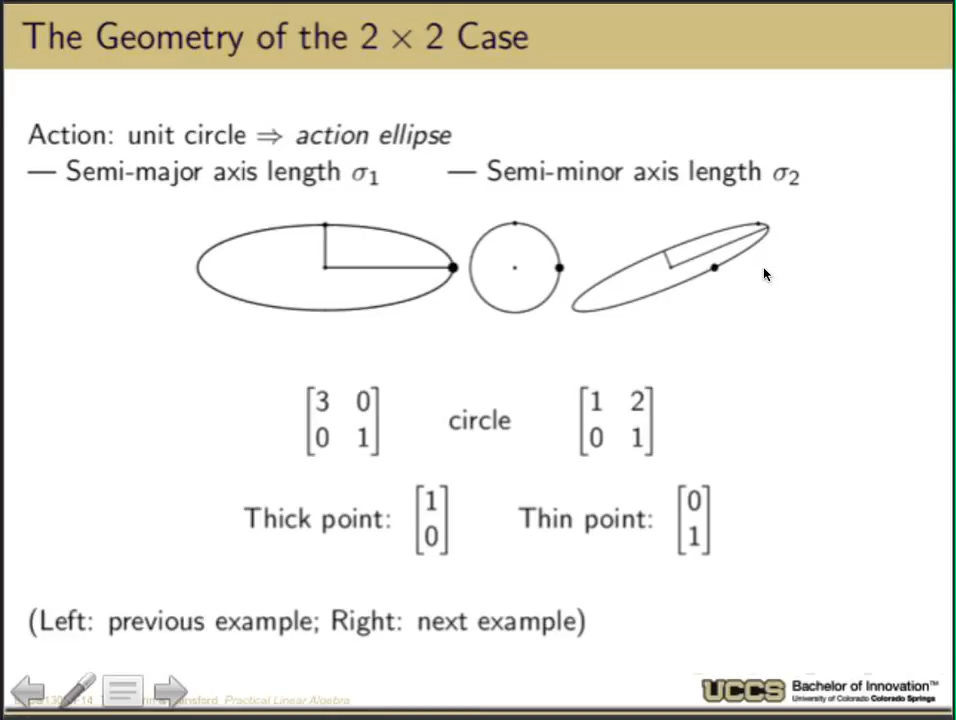 The Geometry of the 2 × 2 Case
Action: unit circle ⇒ action ellipse
— Semi-major axis length σ₁ — Semi-minor axis length σ₂
[3 0] circle [1 2]
[0 1] [0 1]
Thick point: [1] Thin point: [0]
[0] [1]
(Left: previous example; Right: next example)
Practical Linear Algebra
UCCS Bachelor of Innovation™
University of Colorado Colorado Springs